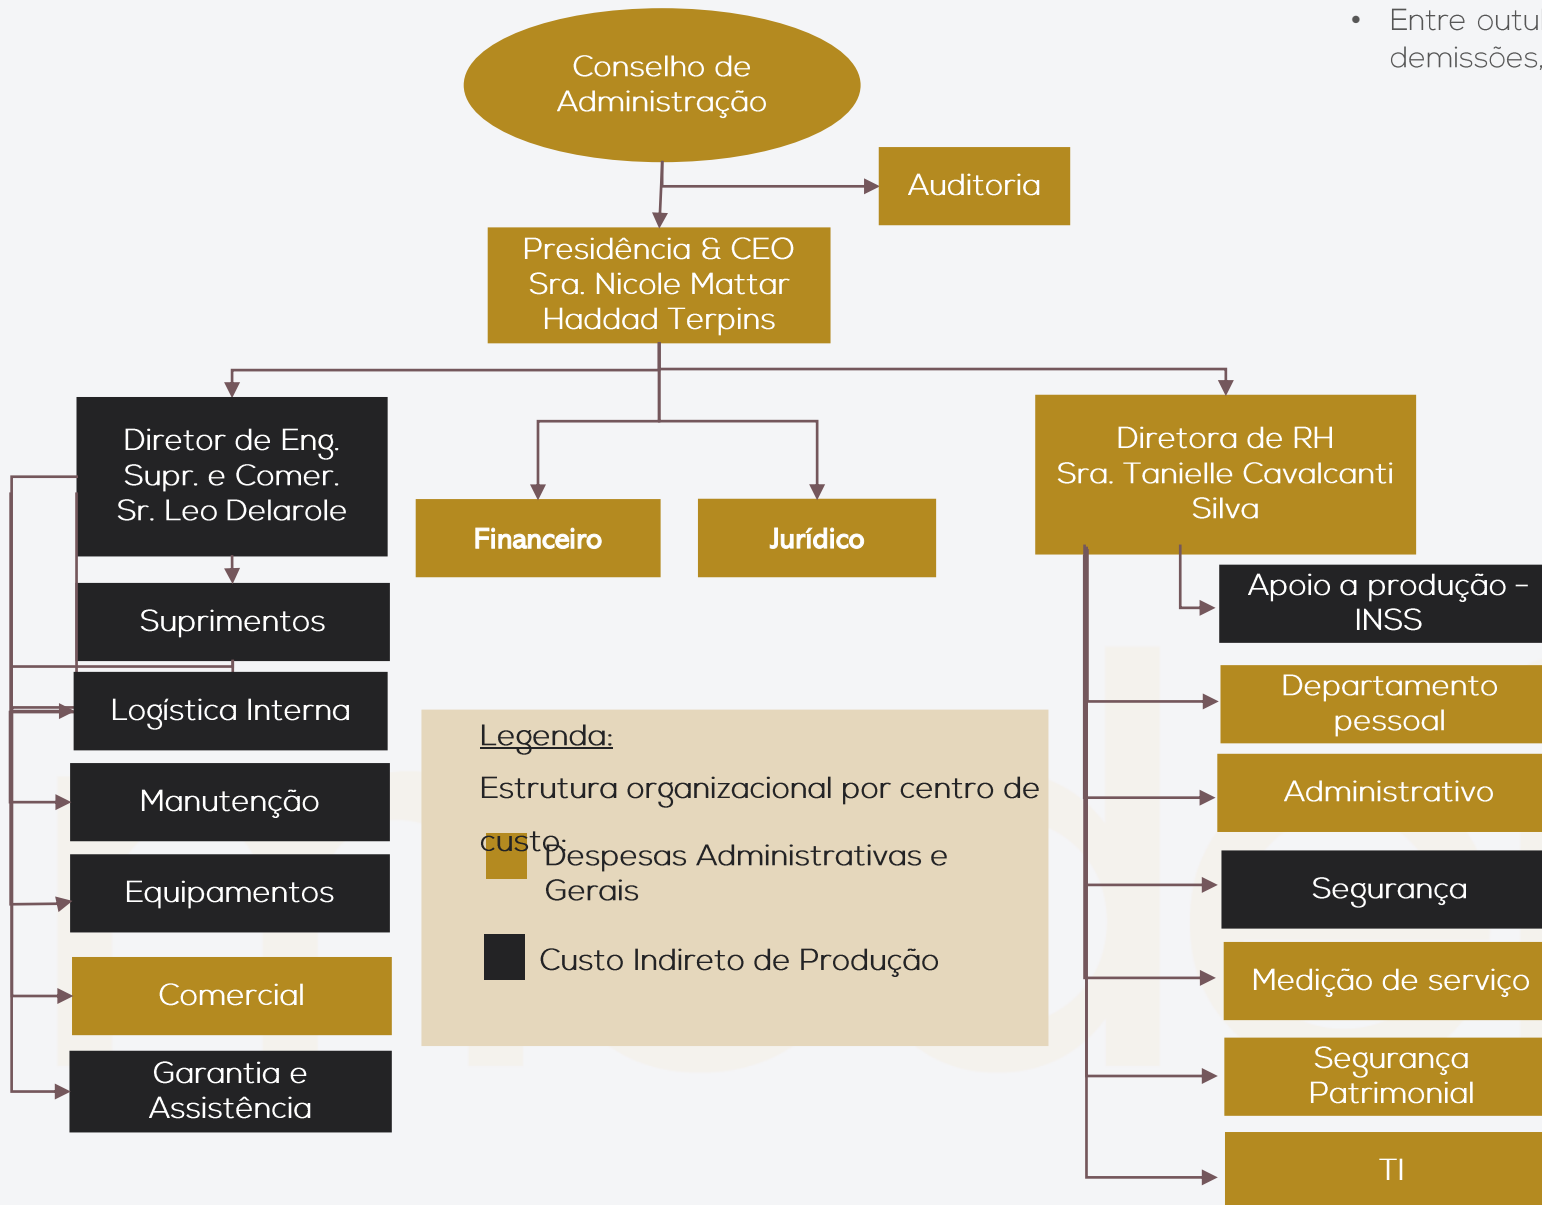 Entre
demissões,
Conselho de
Administração
Auditoria
Presidência & CEO
Sra. Nicole Mattar
Haddad Terpins
Diretor de Eng.
Supr. e Comer.
Sr. Leo Delarole
Financeiro
Jurídico
Diretora de RH
Sra. Tanielle Cavalcanti
Silva
Suprimentos
Logística Interna
Manutenção
Equipamentos
Comercial
Garantia e
Assistência
Legenda:
Estrutura organizacional por centro de
custo:
Despesas Administrativas e
Gerais
Custo Indireto de Produção
Apoio a produção –
INSS
Departamento
pessoal
Administrativo
Segurança
Medição de serviço
Segurança
Patrimonial
TI